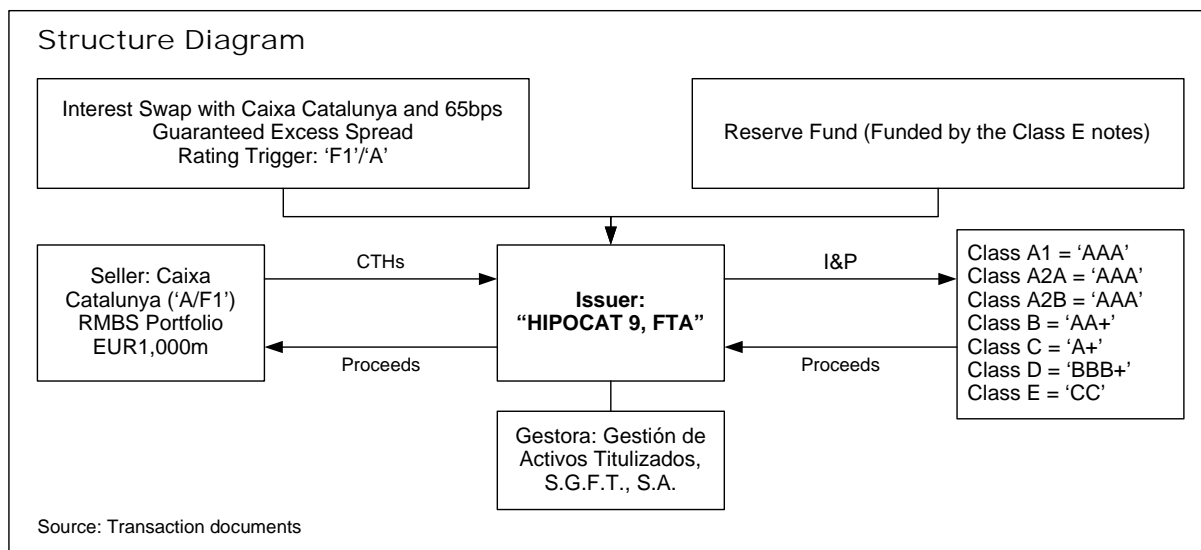 Structure Diagram
Interest Swap with Caixa Catalunya and 65bps
Guaranteed Excess Spread
Rating Trigger: ‘F1’/‘A’
Reserve Fund (Funded by the Class E notes)
Seller: Caixa
Catalunya (‘A/F1’)
RMBS Portfolio
EUR1,000m
CTHs
Proceeds
Issuer:
“HIPOCAT 9, FTA”
I&P
Proceeds
Class A1 = ‘AAA’
Class A2A = ‘AAA’
Class A2B = ‘AAA’
Class B = ‘AA+’
Class C = ‘A+’
Class D = ‘BBB+’
Class E = ‘CC’
Gestora: Gestión de
Activos Titulizados,
S.G.F.T., S.A.
Source: Transaction documents